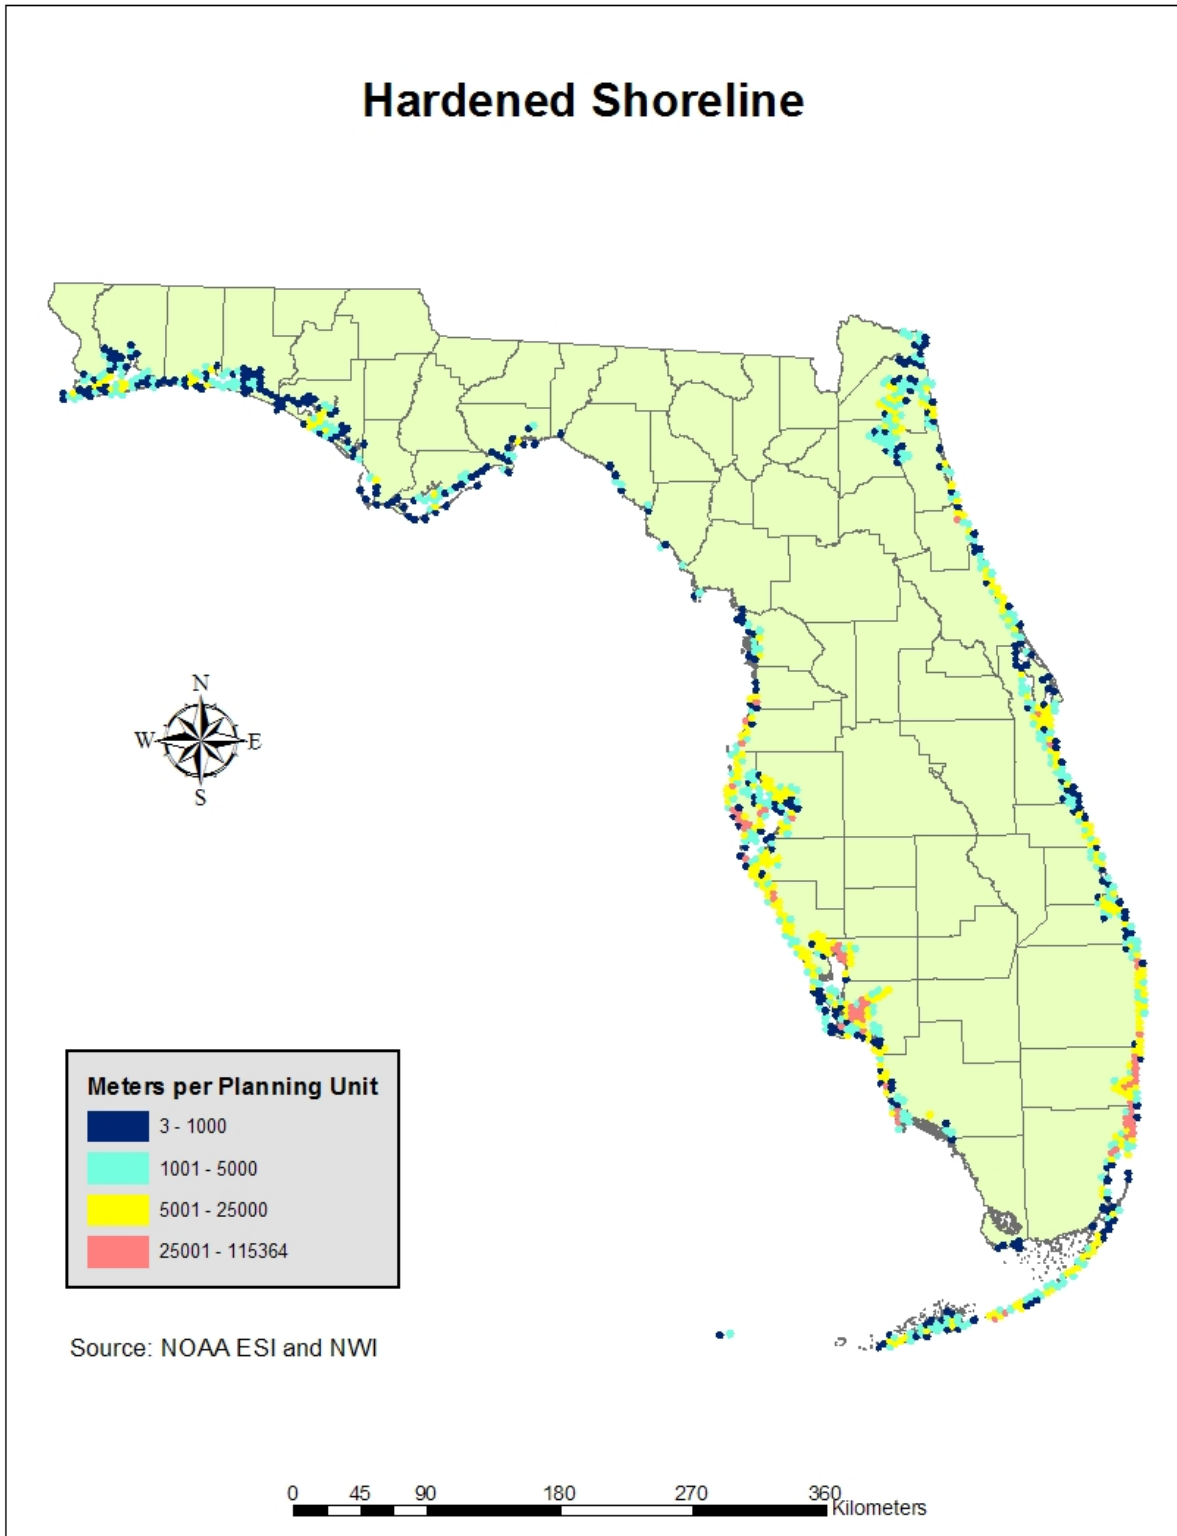 Hardened Shoreline
N
W E
S
Meters per Planning Unit
3 - 1000
1001 - 5000
5001 - 25000
25001 - 115364
Source: NOAA ESI and NWI
0 45 90 180 270 360
Kilometers